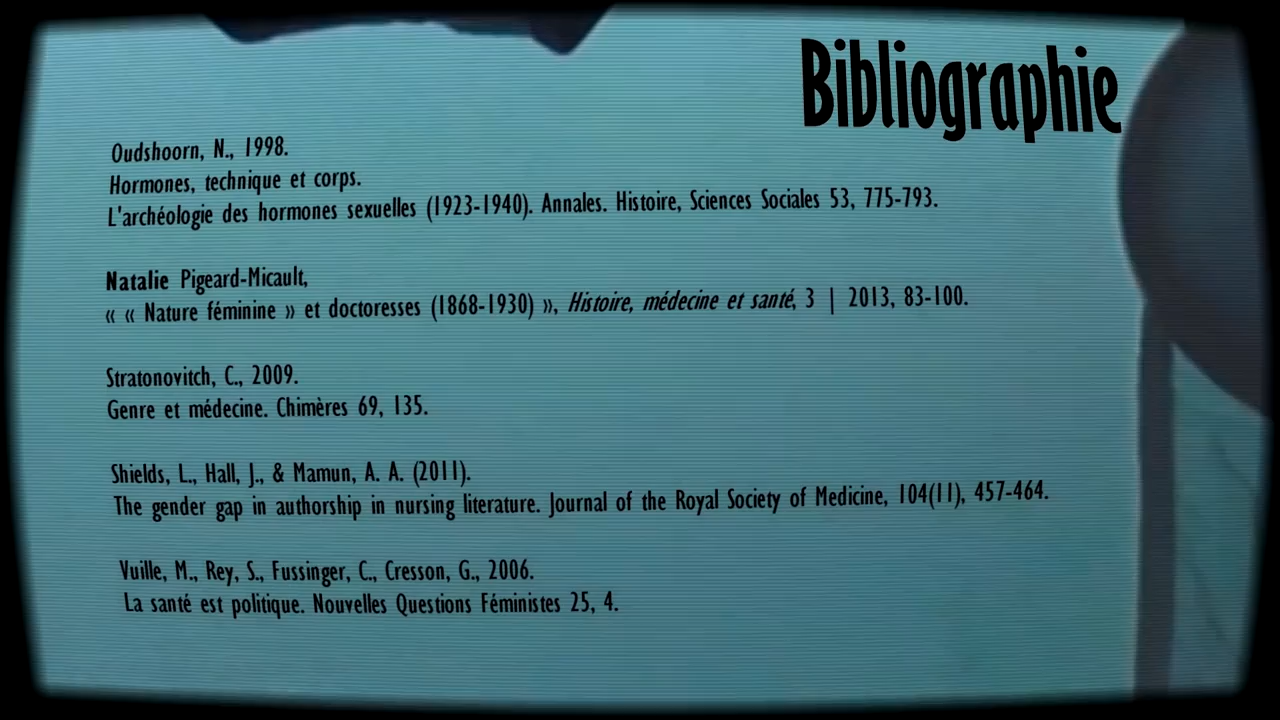 Bibliographie
Oudshoorn, N., 1998.
Hormones, technique et corps.
L'archéologie des hormones sexuelles (1923-1940). Annales. Histoire, Sciences Sociales 53, 775-793.
Natalie Pigeard-Micault,
« « Nature féminine » et doctoresses (1868-1930) », Histoire, médecine et santé, 3 | 2013, 83-100.
Stratonovitch, C., 2009.
Genre et médecine. Chimères 69, 135.
Shields, L., Hall, J., & Mamun, A. A. (2011).
The gender gap in authorship in nursing literature. Journal of the Royal Society of Medicine, 104(11), 457-464.
Vuille, M., Rey, S., Fussinger, C., Cresson, G., 2006.
La santé est politique. Nouvelles Questions Féministes 25, 4.